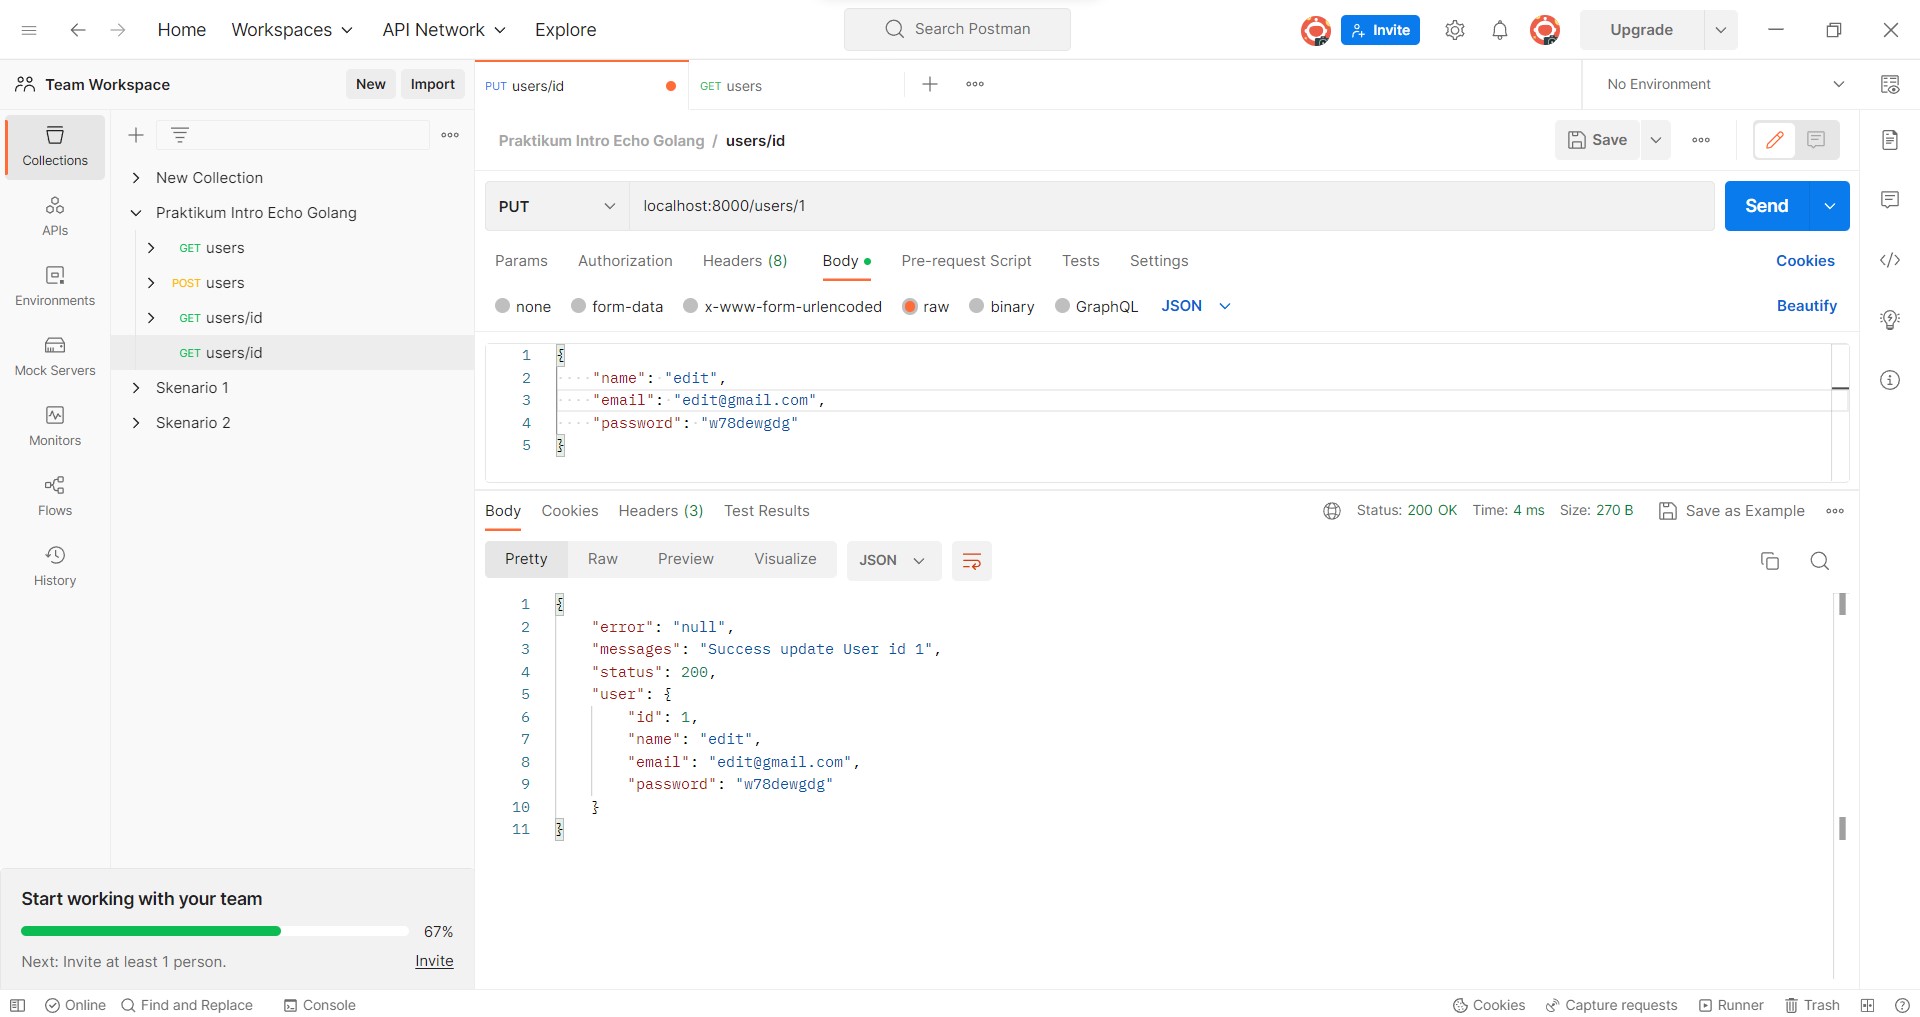 Home Workspaces API Network Explore Search Postman Invite Upgrade
Team Workspace New Import
PUT users/id GET users No Environment
Collections
APIs
Environments
Mock Servers
Monitors
Flows
History
New Collection
Praktikum Intro Echo Golang
GET users
POST users
GET users/id
GET users/id
Skenario 1
Skenario 2
Start working with your team
67%
Next: Invite at least 1 person. Invite
Praktikum Intro Echo Golang / users/id Save
PUT localhost:8000/users/1 Send
Params Authorization Headers (8) Body Pre-request Script Tests Settings Cookies
none form-data x-www-form-urlencoded raw binary GraphQL JSON Beautify
1 {
2 ····"name":·"edit",
3 ····"email":·"edit@gmail.com",
4 ····"password":·"w78dewgdg"
5 }
Body Cookies Headers (3) Test Results Status: 200 OK Time: 4 ms Size: 270 B Save as Example
Pretty Raw Preview Visualize JSON
1 {
2 "error": "null",
3 "messages": "Success update User id 1",
4 "status": 200,
5 "user": {
6 "id": 1,
7 "name": "edit",
8 "email": "edit@gmail.com",
9 "password": "w78dewgdg"
10 }
11 }
Online Find and Replace Console Cookies Capture requests Runner Trash